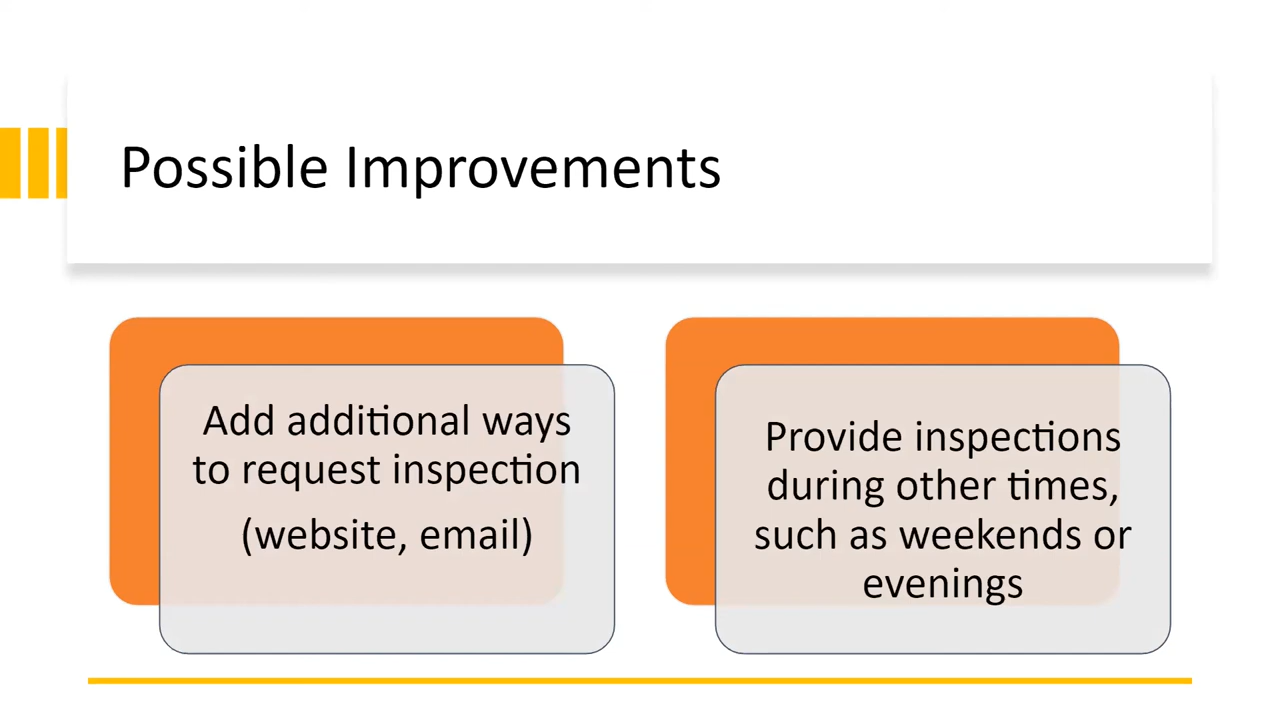 Possible Improvements
Add additional ways
to request inspection
(website, email)
Provide inspections
during other times,
such as weekends or
evenings